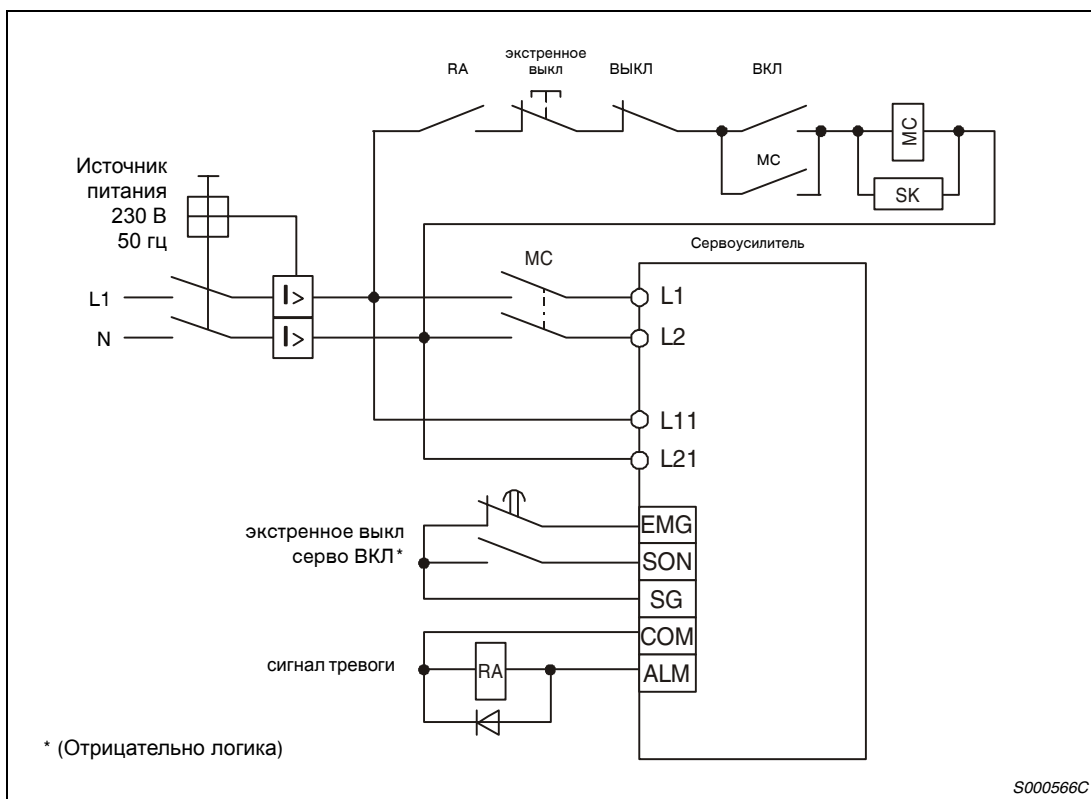 RA
экстренное
выкл
ВЫКЛ
ВКЛ
MC
MC
SK
Источник
питания
230 В
50 гц
Сервоусилитель
MC
L1
I>
L1
N
I>
L2
L11
L21
экстренное выкл
EMG
серво ВКЛ*
SON
SG
COM
сигнал тревоги
RA
ALM
* (Отрицательно логика)
S000566C